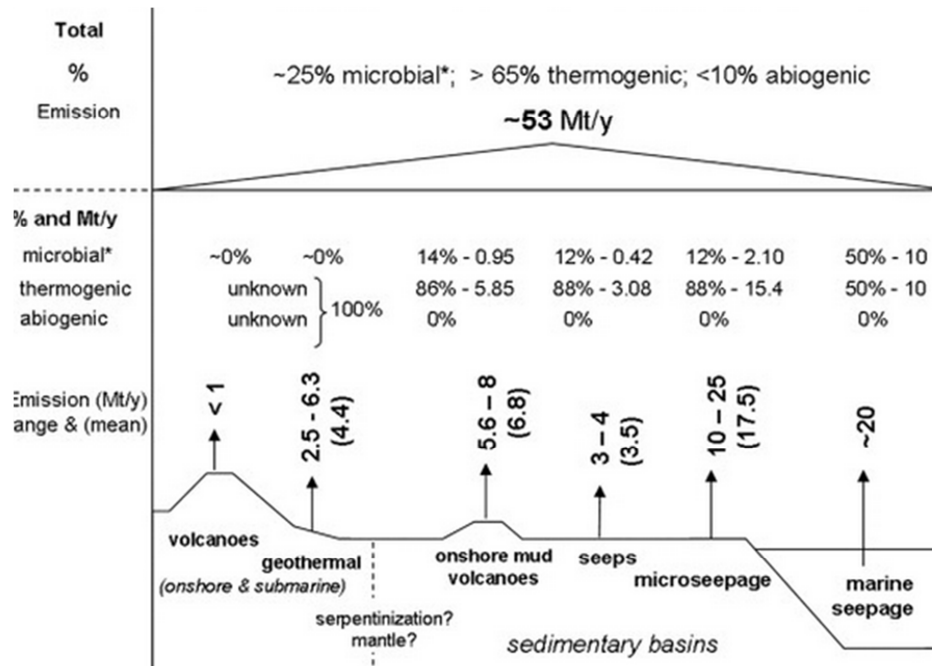 Total
%
Emission
~25% microbial*; > 65% thermogenic; <10% abiogenic
~53 Mt/y
% and Mt/y
microbial* ~0% ~0% 14% - 0.95 12% - 0.42 12% - 2.10 50% - 10
thermogenic unknown 86% - 5.85 88% - 3.08 88% - 15.4 50% - 10
100%
abiogenic unknown 0% 0% 0% 0%
Emission (Mt/y)
ange & (mean)
< 1
2.5 - 6.3
(4.4)
5.6 – 8
(6.8)
3 – 4
(3.5)
10 – 25
(17.5)
~20
volcanoes
geothermal
(onshore & submarine)
onshore mud
volcanoes
seeps
microseepage
marine
seepage
serpentinization?
mantle?
sedimentary basins